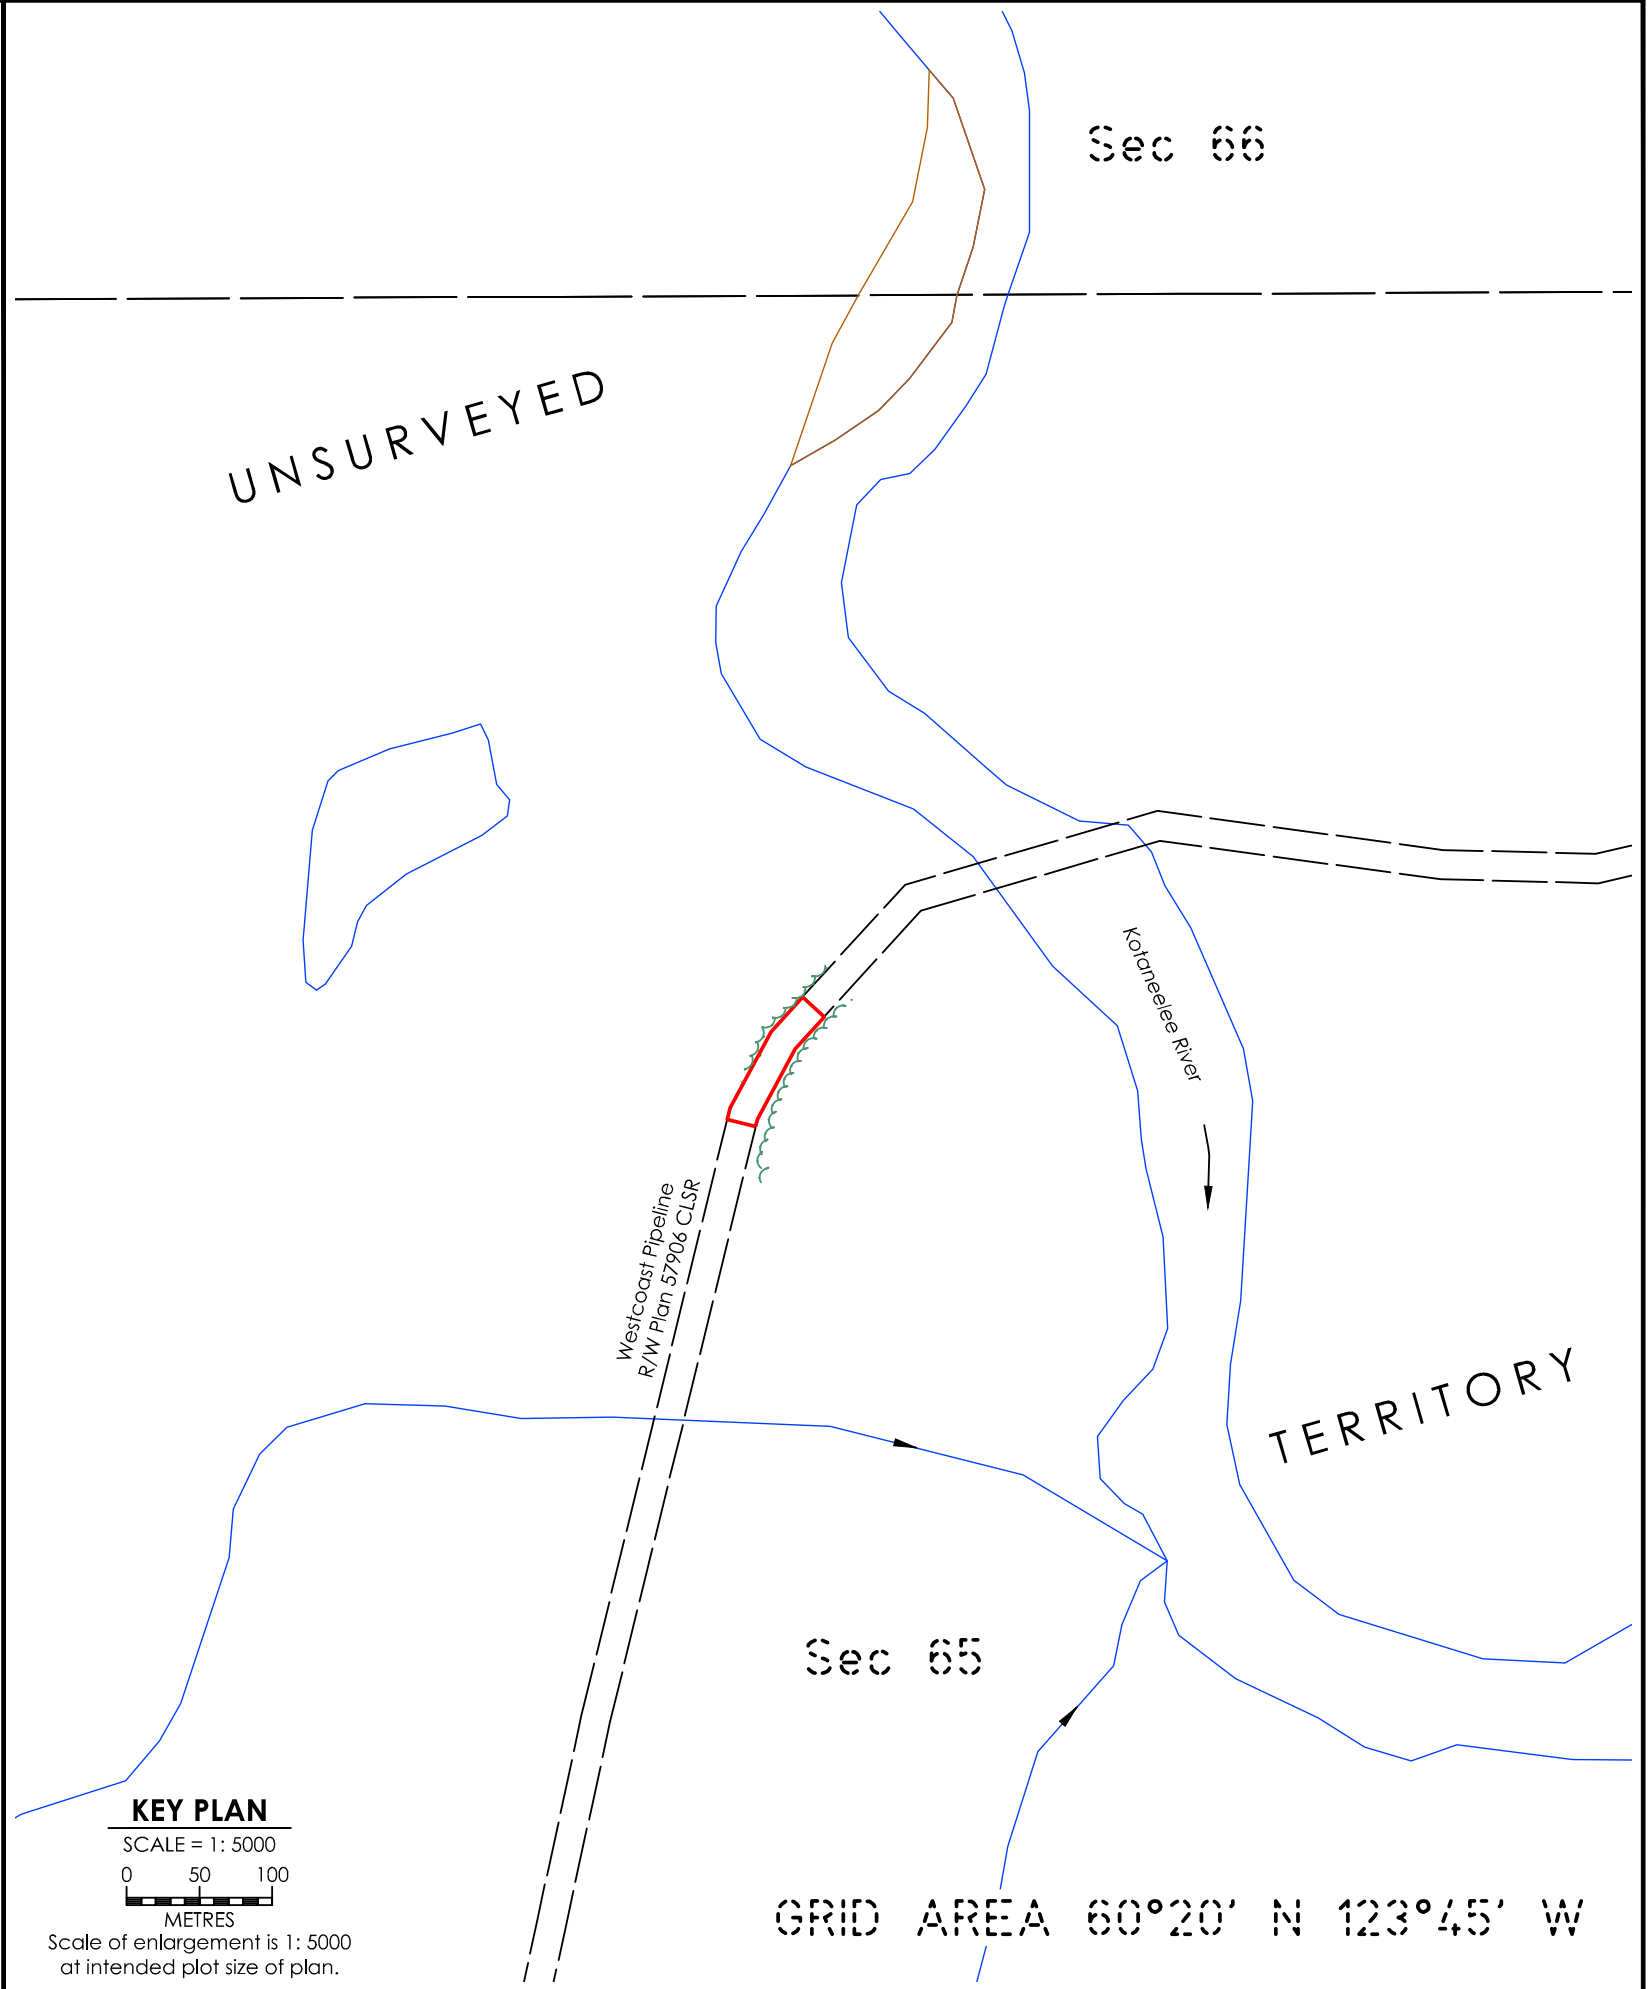 Sec 66
UNSURVEYED
Kotaneelee River
Westcoast Pipeline
R/W Plan 57906 CLSR
TERRITORY
Sec 65
KEY PLAN
SCALE = 1: 5000
0 50 100
METRES
Scale of enlargement is 1: 5000
at intended plot size of plan.
GRID AREA 60°20' N 123°45' W